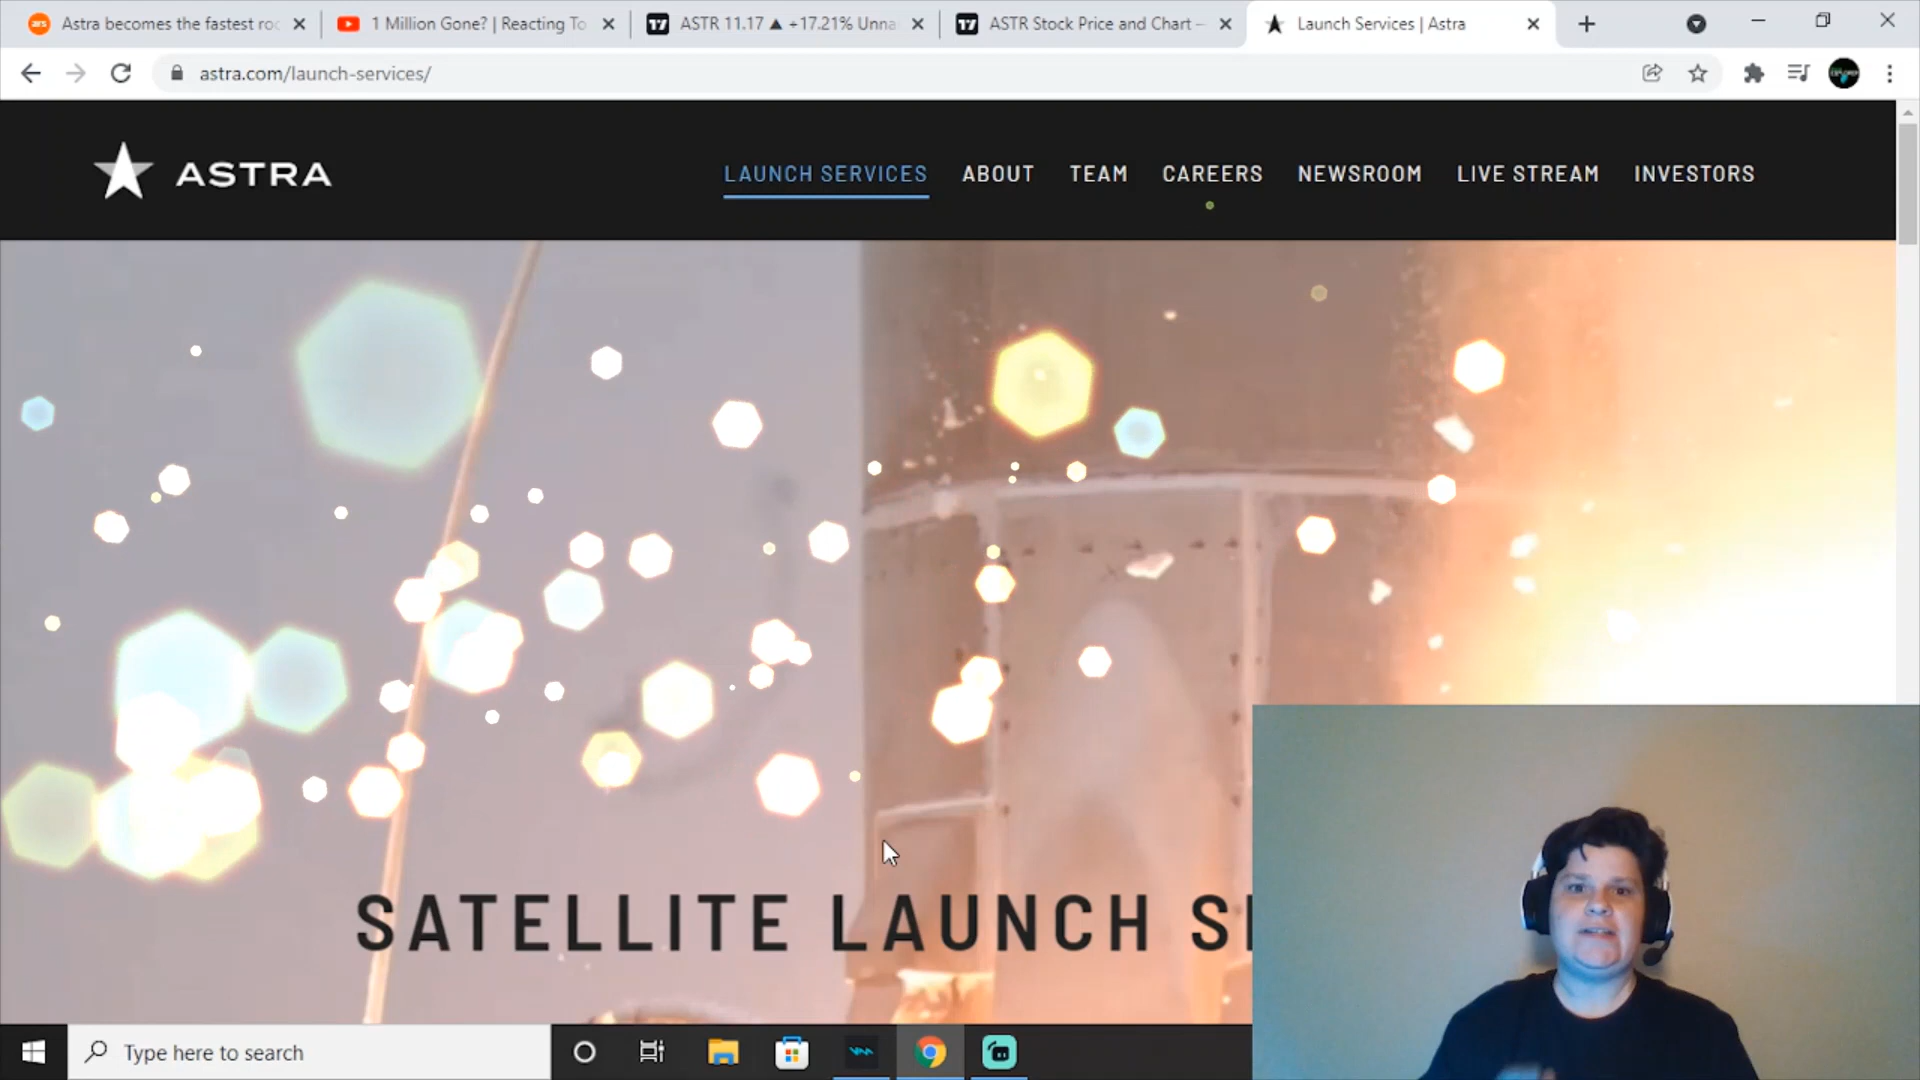 Astra becomes the fastest roc
1 Million Gone? | Reacting To
ASTR 11.17 ▲ +17.21% Unna
ASTR Stock Price and Chart —
Launch Services | Astra
astra.com/launch-services/
ASTRA
LAUNCH SERVICES
ABOUT
TEAM
CAREERS
NEWSROOM
LIVE STREAM
INVESTORS
SATELLITE LAUNCH SE
Type here to search